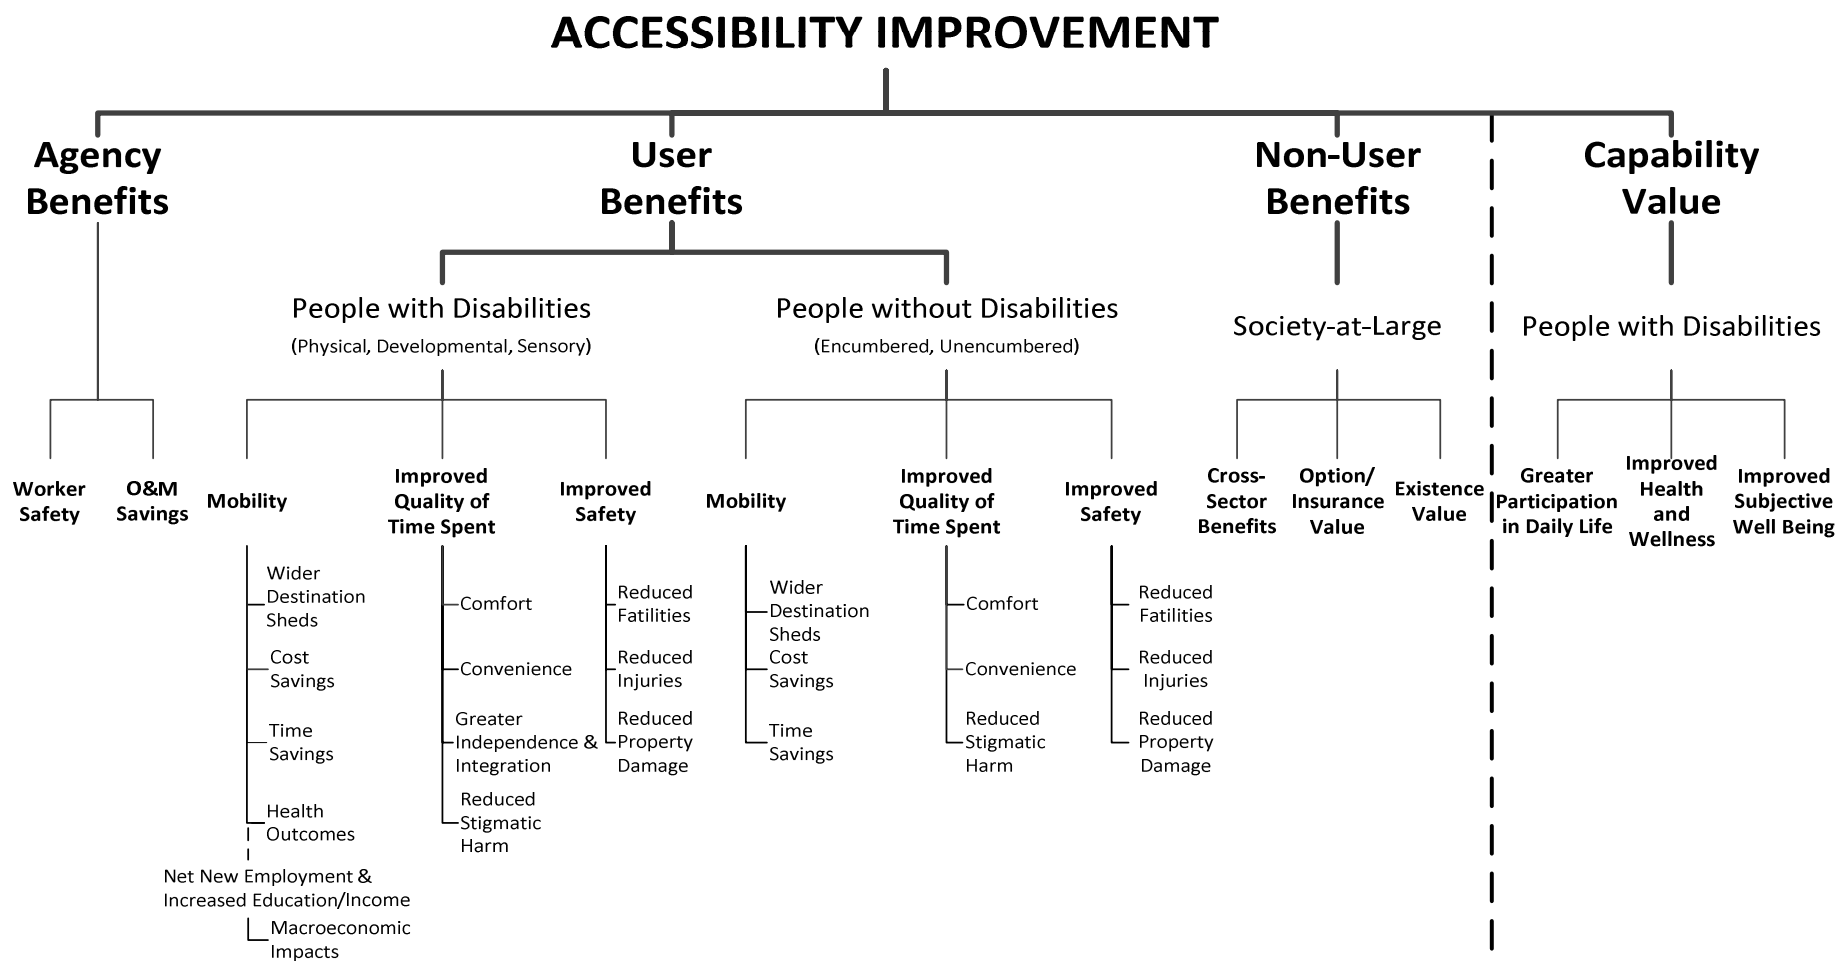 ACCESSIBILITY IMPROVEMENT
Agency
Benefits
User
Benefits
Non-User
Benefits
Capability
Value
People with Disabilities
(Physical, Developmental, Sensory)
People without Disabilities
(Encumbered, Unencumbered)
Society-at-Large
People with Disabilities
Worker
Safety
O&M
Savings
Mobility
Improved
Quality of
Time Spent
Improved
Safety
Mobility
Improved
Quality of
Time Spent
Improved
Safety
Cross-
Sector
Benefits
Option/
Insurance
Value
Existence
Value
Greater
Participation
in Daily Life
Improved
Health
and
Wellness
Improved
Subjective
Well Being
Wider
Destination
Sheds
Cost
Savings
Time
Savings
Health
Outcomes
Net New Employment &
Increased Education/Income
Macroeconomic
Impacts
Comfort
Convenience
Greater
Independence &
Integration
Reduced
Stigmatic
Harm
Reduced
Fatilities
Reduced
Injuries
Reduced
Property
Damage
Wider
Destination
Sheds
Cost
Savings
Time
Savings
Comfort
Convenience
Reduced
Stigmatic
Harm
Reduced
Fatilities
Reduced
Injuries
Reduced
Property
Damage